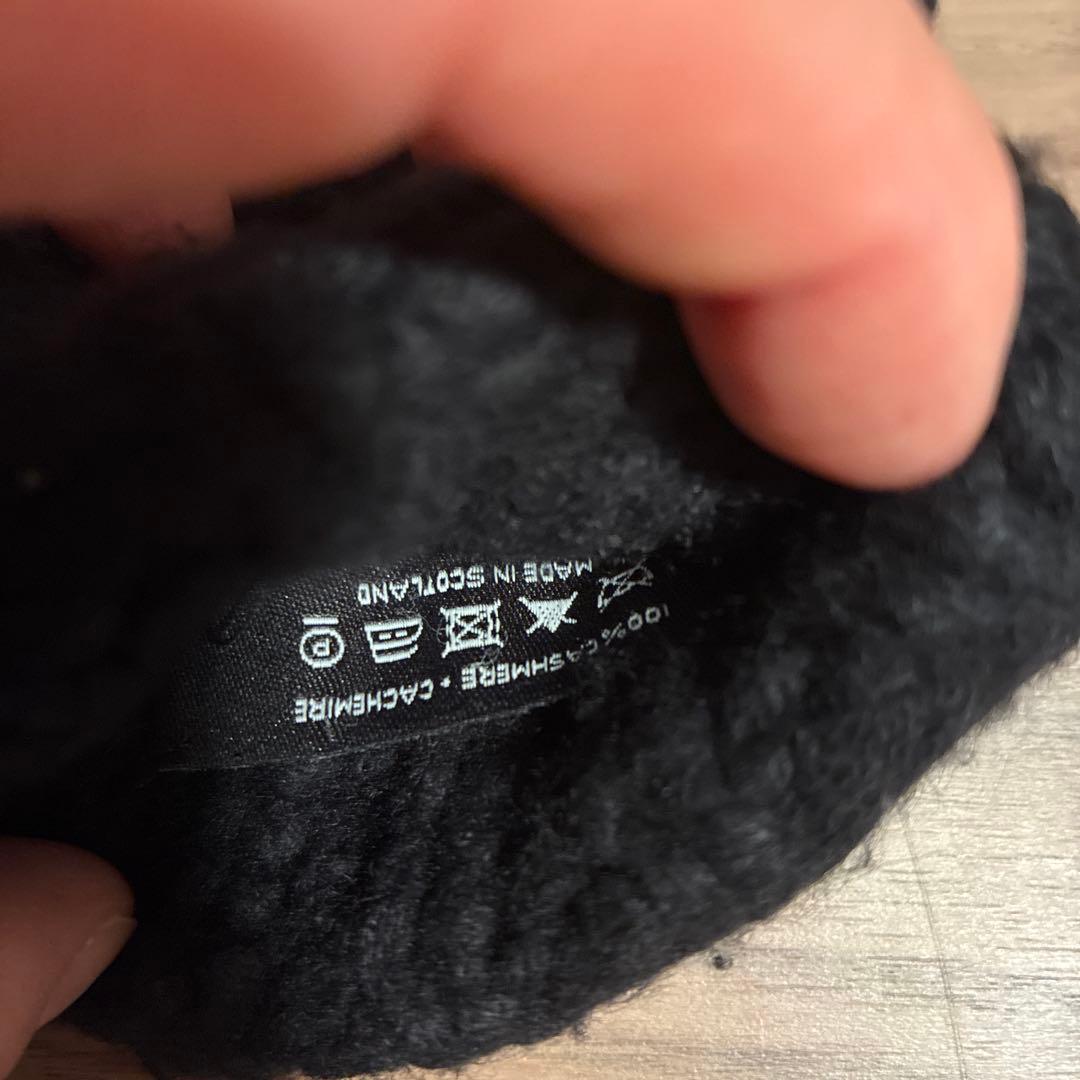 100% CASHMERE • CACHEMIRE
P
MADE IN SCOTLAND